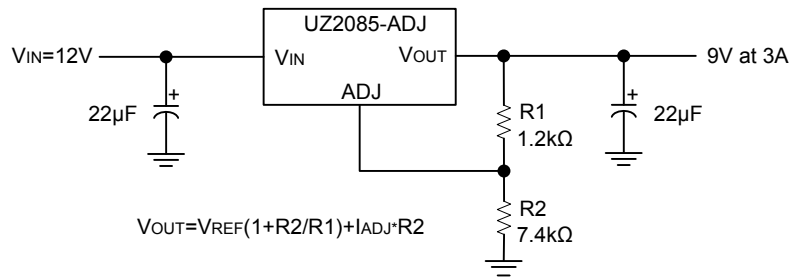 UZ2085-ADJ
VIN=12V
VIN
VOUT
9V at 3A
ADJ
+
22µF
R1
1.2kΩ
+
22µF
R2
7.4kΩ
VOUT=VREF(1+R2/R1)+IADJ*R2